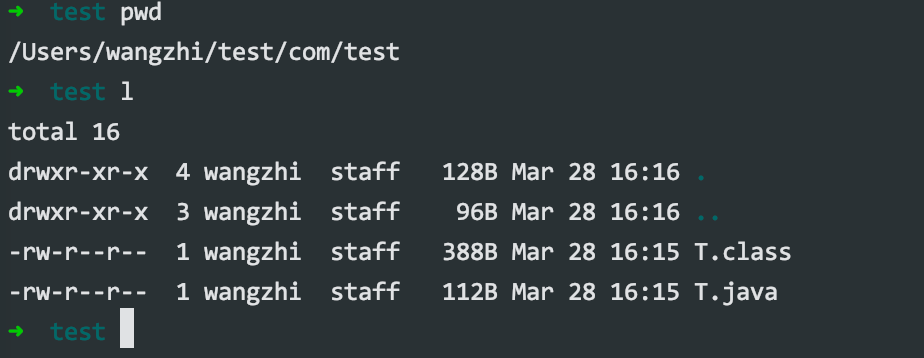 ➜  test pwd
/Users/wangzhi/test/com/test
➜  test l
total 16
drwxr-xr-x  4 wangzhi  staff   128B Mar 28 16:16 .
drwxr-xr-x  3 wangzhi  staff    96B Mar 28 16:16 ..
-rw-r--r--  1 wangzhi  staff   388B Mar 28 16:15 T.class
-rw-r--r--  1 wangzhi  staff   112B Mar 28 16:15 T.java
➜  test